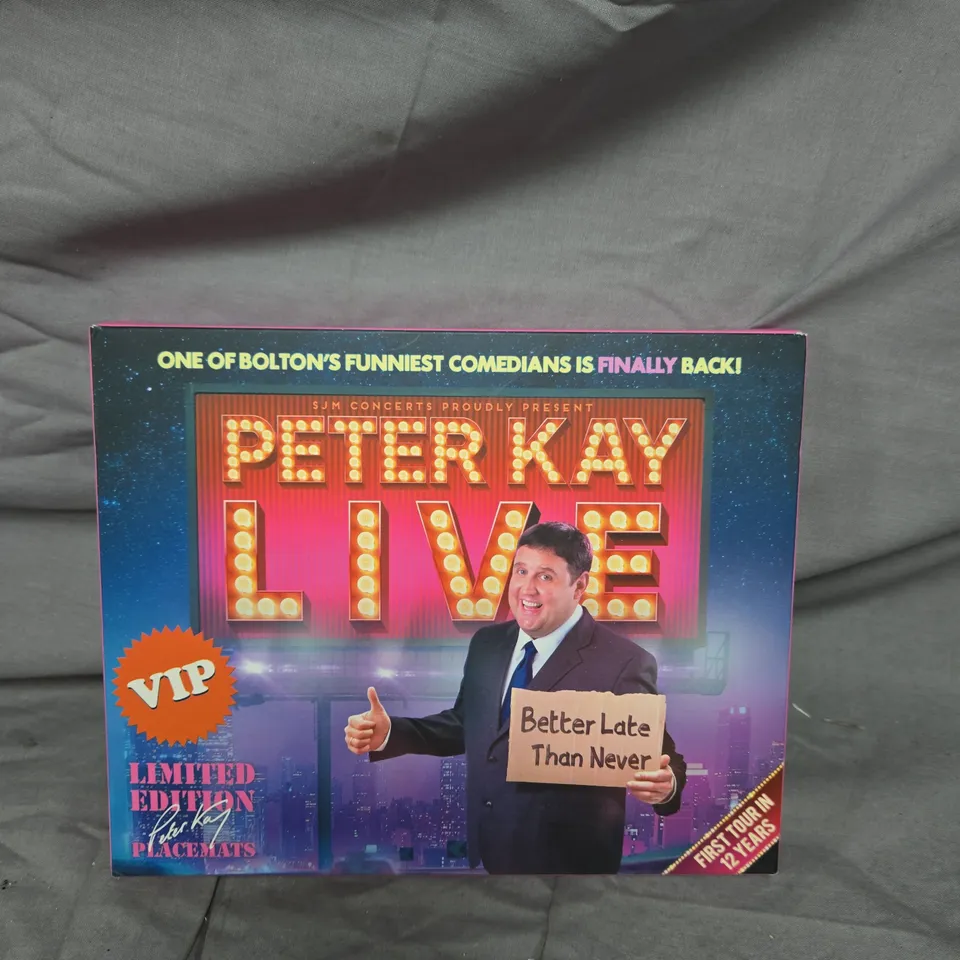 ONE OF BOLTON'S FUNNIEST COMEDIANS IS FINALLY BACK!
SJM CONCERTS PROUDLY PRESENT
PETER KAY
LIVE
Better Late
Than Never
VIP
LIMITED
EDITION
Peter Kay
PLACEMATS
FIRST TOUR IN
12 YEARS